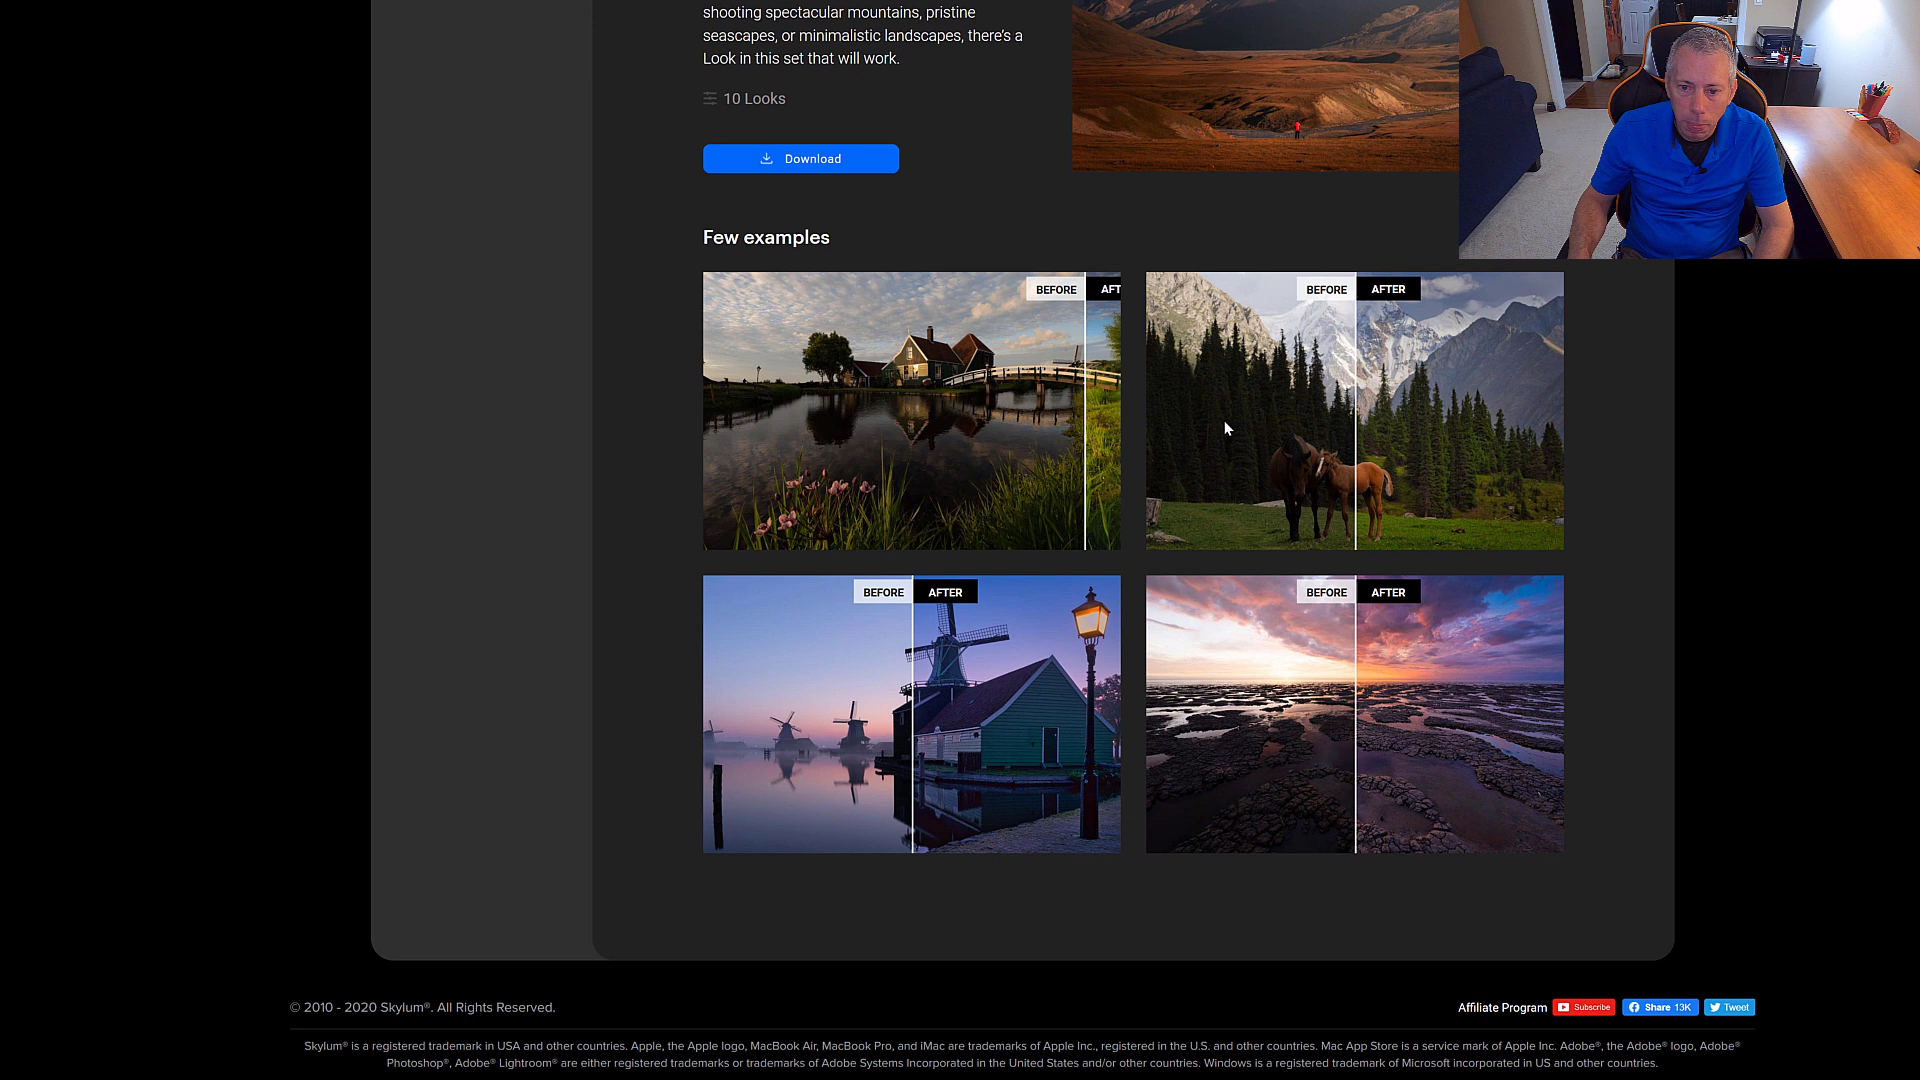 shooting spectacular mountains, pristine
seascapes, or minimalistic landscapes, there's a
Look in this set that will work.
10 Looks
Download
Few examples
BEFORE AFT
BEFORE AFTER
BEFORE AFTER
BEFORE AFTER
© 2010 - 2020 Skylum®. All Rights Reserved.
Affiliate Program Subscribe Share 13K Tweet
Skylum® is a registered trademark in USA and other countries. Apple, the Apple logo, MacBook Air, MacBook Pro, and iMac are trademarks of Apple Inc., registered in the U.S. and other countries. Mac App Store is a service mark of Apple Inc. Adobe®, the Adobe® logo, Adobe®
Photoshop®, Adobe® Lightroom® are either registered trademarks or trademarks of Adobe Systems Incorporated in the United States and/or other countries. Windows is a registered trademark of Microsoft incorporated in US and other countries.